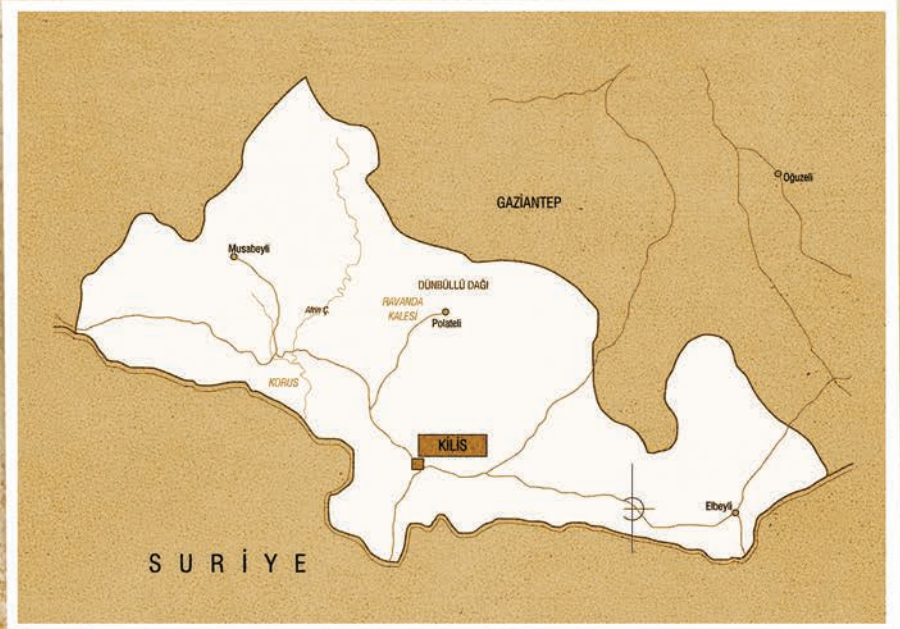 Oğuzeli
GAZİANTEP
Musabeyli
DÜNBÜLLÜ DAĞI
RAVANDA
KALESİ
Afrin Ç.
Polateli
KORUS
KİLİS
Elbeyli
SURİYE